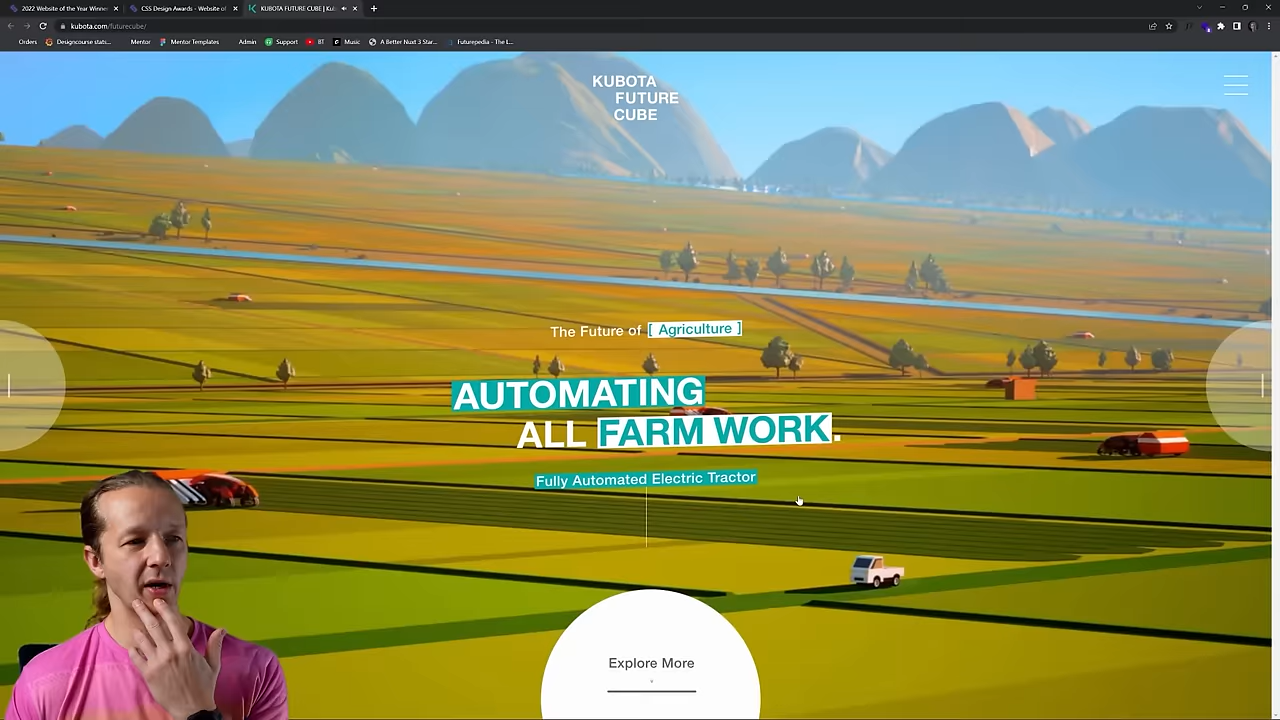 2022 Website of the Year Winner
CSS Design Awards - Website of
KUBOTA FUTURE CUBE | Kub
kubota.com/futurecube/
Orders
Designcourse stats...
Mentor
Mentor Templates
Admin
Support
BT
Music
A Better Nuxt 3 Star...
Futurepedia - The L...
KUBOTA
FUTURE
CUBE
The Future of [ Agriculture ]
AUTOMATING
ALL FARM WORK.
Fully Automated Electric Tractor
Explore More